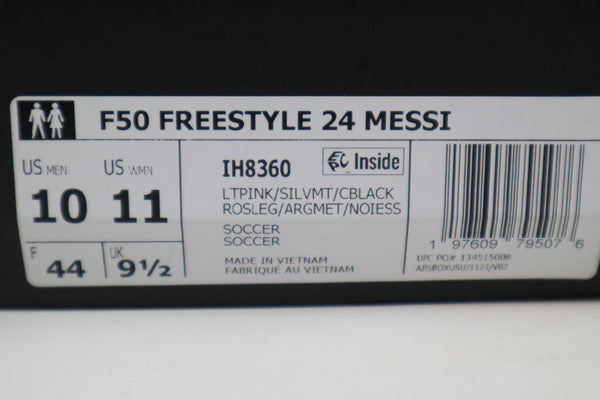 F50 FREESTYLE 24 MESSI
US MEN
10
US WMN
11
F
44
UK
9½
IH8360
Inside
LTPINK/SILVMT/CBLACK
ROSLEG/ARGMET/NOIESS
SOCCER
SOCCER
MADE IN VIETNAM
FABRIQUÉ AU VIETNAM
1 97609 79507 6
UPC PO# 134515008
ABSBOXUSU/1123/V02